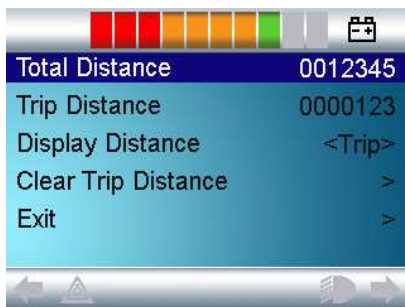 Total Distance 0012345
Trip Distance 0000123
Display Distance <Trip>
Clear Trip Distance >
Exit >